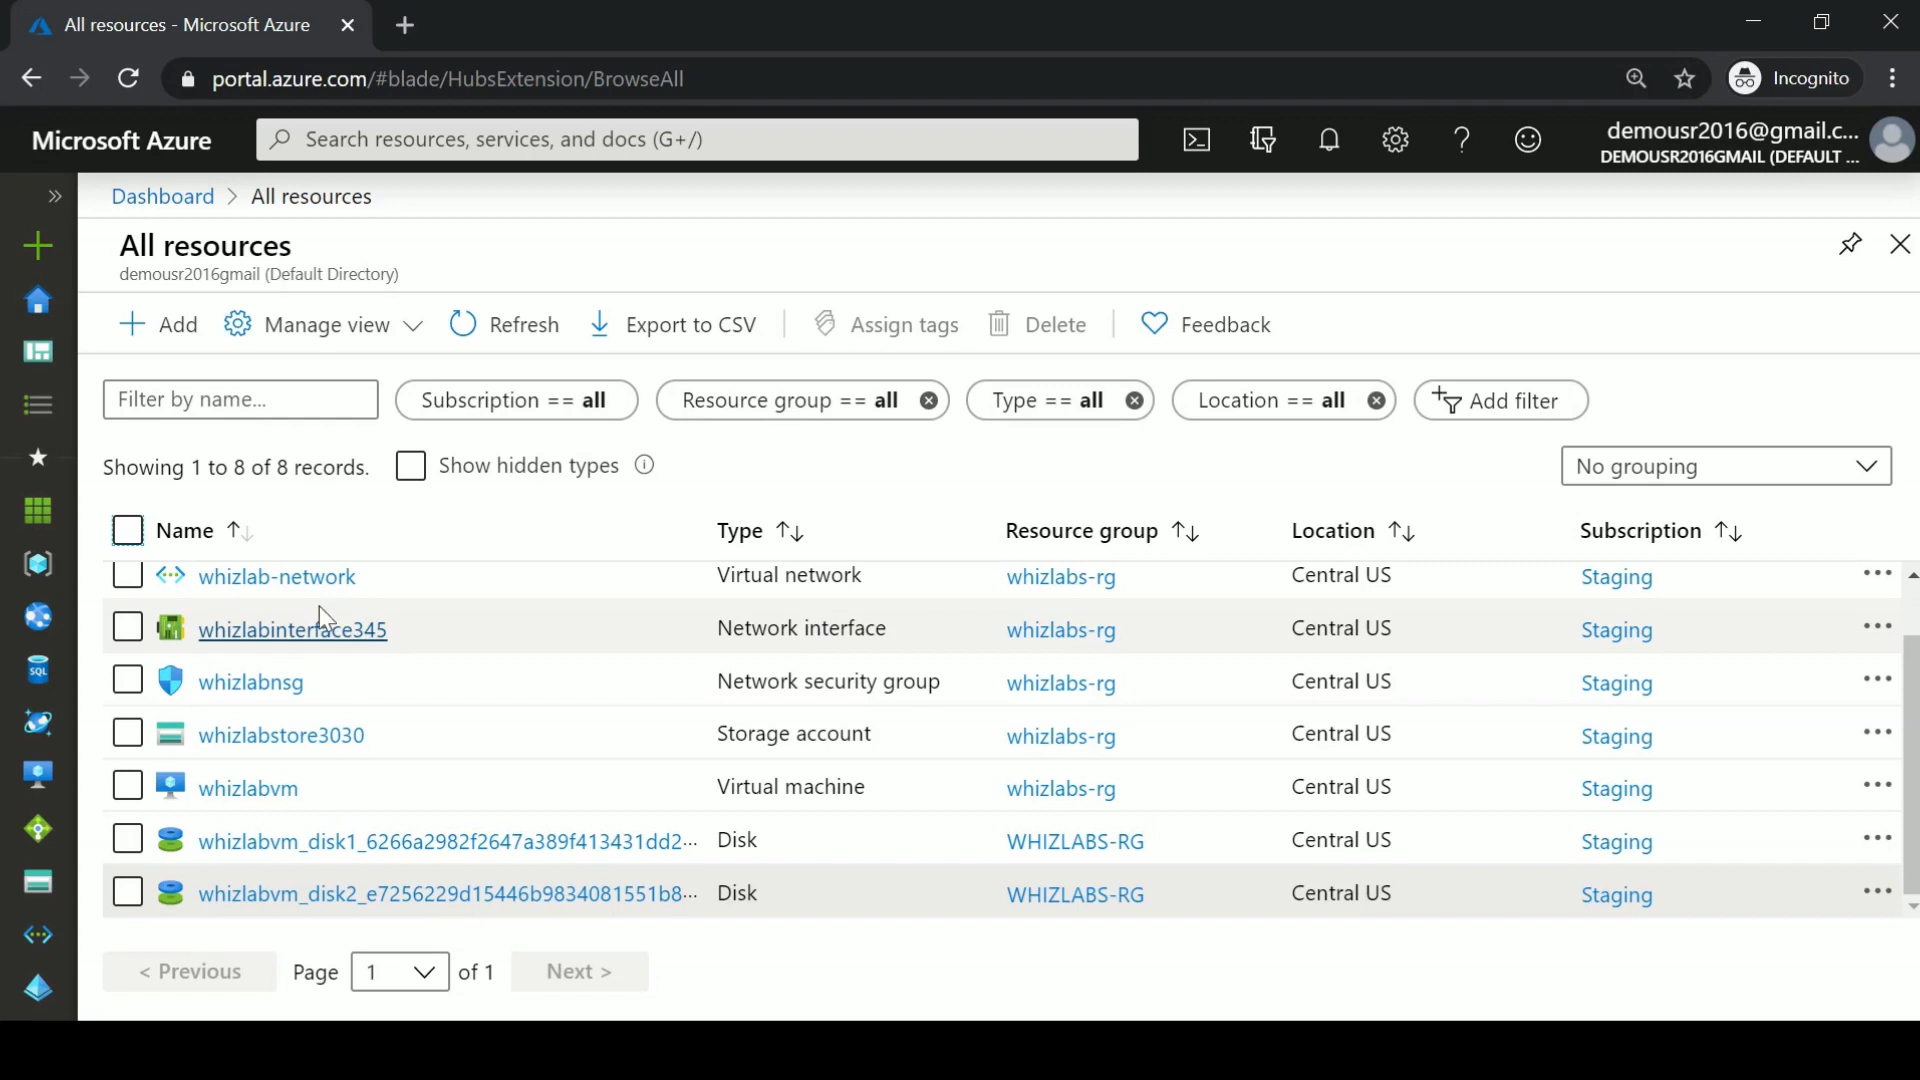 All resources - Microsoft Azure
portal.azure.com/#blade/HubsExtension/BrowseAll
Incognito
Microsoft Azure
Search resources, services, and docs (G+/)
demousr2016@gmail.c...
DEMOUSR2016GMAIL (DEFAULT ...
Dashboard > All resources
All resources
demousr2016gmail (Default Directory)
Add Manage view Refresh Export to CSV Assign tags Delete Feedback
Filter by name... Subscription == all Resource group == all Type == all Location == all Add filter
Showing 1 to 8 of 8 records. Show hidden types No grouping
Name Type Resource group Location Subscription
whizlab-network Virtual network whizlabs-rg Central US Staging
whizlabinterface345 Network interface whizlabs-rg Central US Staging
whizlabnsg Network security group whizlabs-rg Central US Staging
whizlabstore3030 Storage account whizlabs-rg Central US Staging
whizlabvm Virtual machine whizlabs-rg Central US Staging
whizlabvm_disk1_6266a2982f2647a389f413431dd2... Disk WHIZLABS-RG Central US Staging
whizlabvm_disk2_e7256229d15446b9834081551b8... Disk WHIZLABS-RG Central US Staging
< Previous Page 1 of 1 Next >
SQL